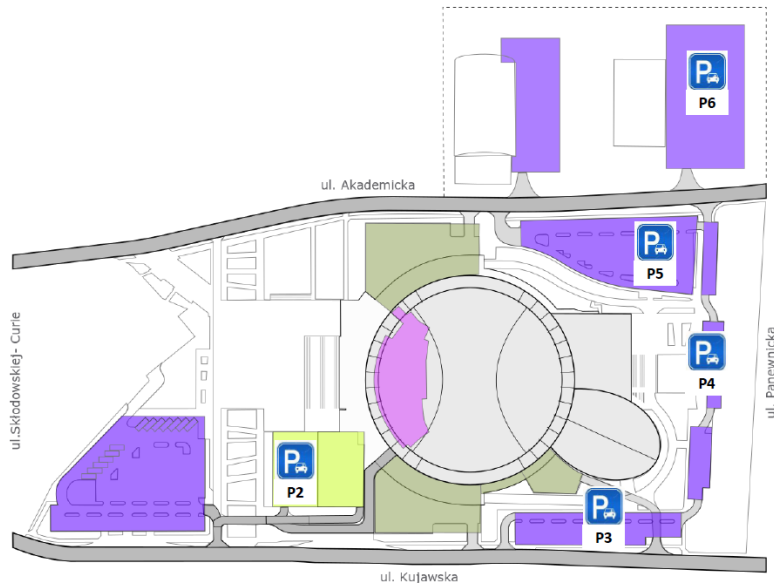 P6
ul. Akademicka
P5
ul.Skłodowskiej- Curie
P4
ul. Panewnicka
P2
P3
ul. Kujawska